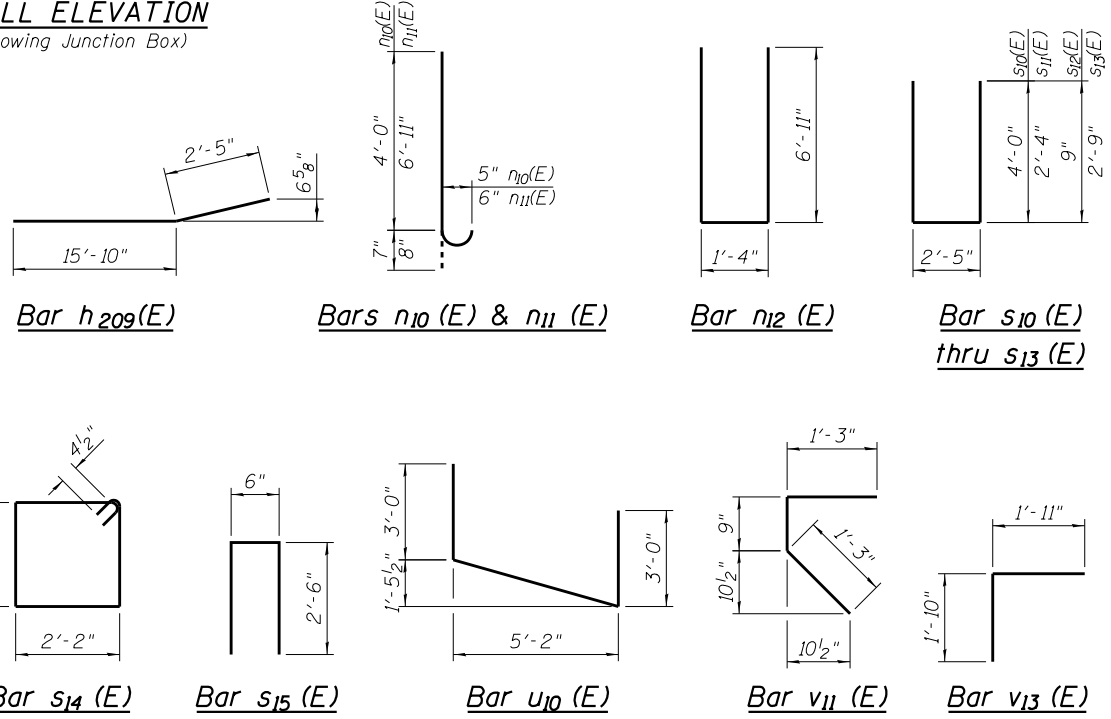 LL ELEVATION
owing Junction Box)
2'-5"
6 5/8"
15'-10"
Bar h209(E)
n10(E)
n11(E)
4'-0"
6'-11"
5" n10(E)
6" n11(E)
7"
8"
Bars n10 (E) & n11 (E)
6'-11"
1'-4"
Bar n12 (E)
s10(E)
s11(E)
s12(E)
s13(E)
4'-0"
2'-4"
9"
2'-9"
2'-5"
Bar s10 (E)
thru s13 (E)
4 1/2"
2'-2"
Bar s14 (E)
6"
2'-6"
Bar s15 (E)
3'-0"
1'-5 1/2"
3'-0"
5'-2"
Bar u10 (E)
1'-3"
9"
1'-3"
10 1/2"
10 1/2"
Bar v11 (E)
1'-11"
1'-10"
Bar v13 (E)